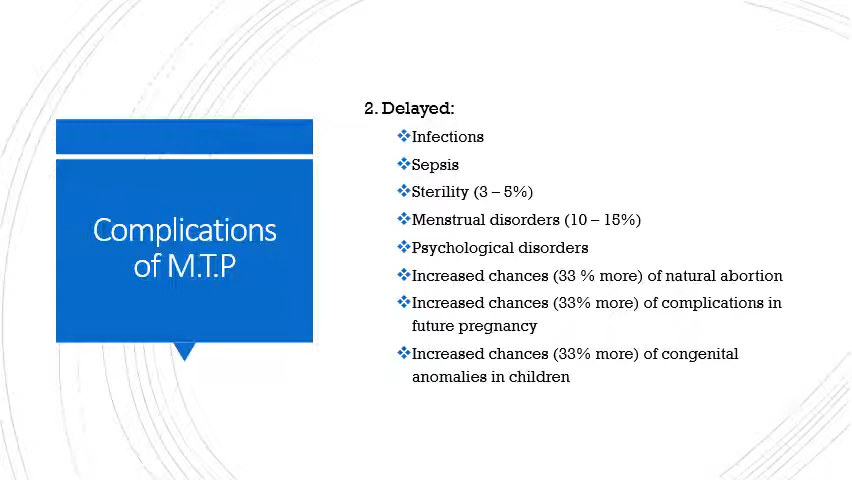 Complications
of M.T.P
2. Delayed:
❖Infections
❖Sepsis
❖Sterility (3 – 5%)
❖Menstrual disorders (10 – 15%)
❖Psychological disorders
❖Increased chances (33 % more) of natural abortion
❖Increased chances (33% more) of complications in
future pregnancy
❖Increased chances (33% more) of congenital
anomalies in children